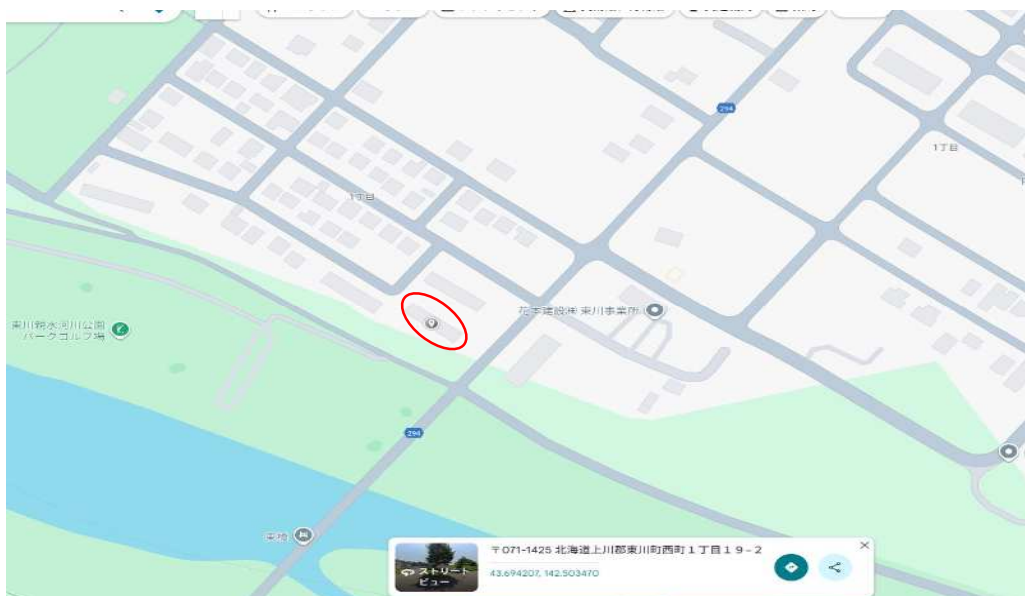 294
1丁目
1丁目
花本建設㈱ 東川事業所
東川親水河川公園
パークゴルフ場
294
東橋
ストリート
ビュー
〒071-1425 北海道上川郡東川町西町1丁目19-2
43.694207, 142.503470